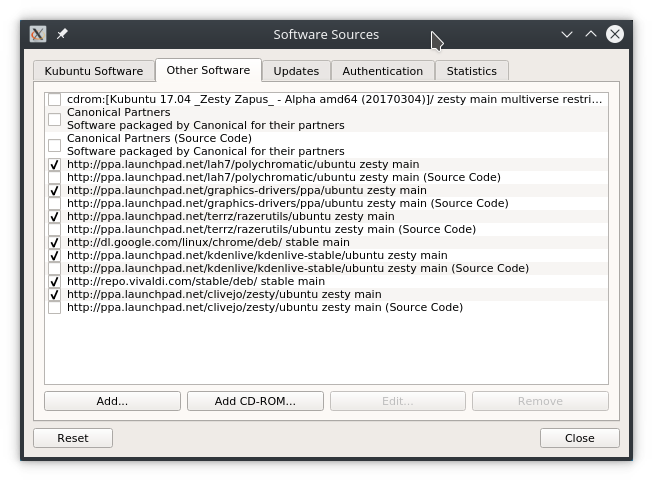 Software Sources
Kubuntu Software
Other Software
Updates
Authentication
Statistics
cdrom:[Kubuntu 17.04 _Zesty Zapus_ - Alpha amd64 (20170304)]/ zesty main multiverse restri...
Canonical Partners
Software packaged by Canonical for their partners
Canonical Partners (Source Code)
Software packaged by Canonical for their partners
http://ppa.launchpad.net/lah7/polychromatic/ubuntu zesty main
http://ppa.launchpad.net/lah7/polychromatic/ubuntu zesty main (Source Code)
http://ppa.launchpad.net/graphics-drivers/ppa/ubuntu zesty main
http://ppa.launchpad.net/graphics-drivers/ppa/ubuntu zesty main (Source Code)
http://ppa.launchpad.net/terrz/razerutils/ubuntu zesty main
http://ppa.launchpad.net/terrz/razerutils/ubuntu zesty main (Source Code)
http://dl.google.com/linux/chrome/deb/ stable main
http://ppa.launchpad.net/kdenlive/kdenlive-stable/ubuntu zesty main
http://ppa.launchpad.net/kdenlive/kdenlive-stable/ubuntu zesty main (Source Code)
http://repo.vivaldi.com/stable/deb/ stable main
http://ppa.launchpad.net/clivejo/zesty/ubuntu zesty main
http://ppa.launchpad.net/clivejo/zesty/ubuntu zesty main (Source Code)
Add...
Add CD-ROM...
Edit...
Remove
Reset
Close